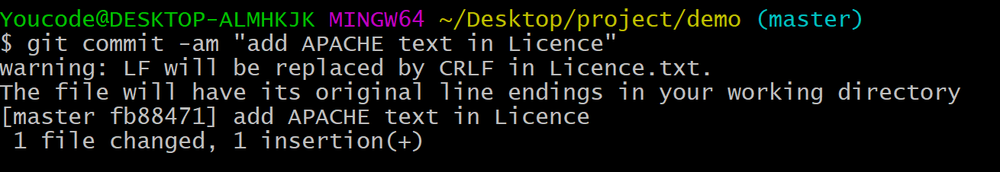 Youcode@DESKTOP-ALMHKJK MINGW64 ~/Desktop/project/demo (master)
$ git commit -am "add APACHE text in Licence"
warning: LF will be replaced by CRLF in Licence.txt.
The file will have its original line endings in your working directory
[master fb88471] add APACHE text in Licence
 1 file changed, 1 insertion(+)